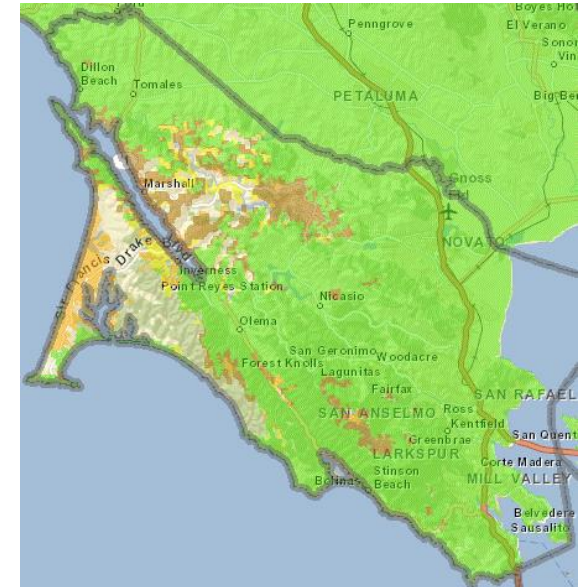 Boyes Hot
Penngrove
El Verano
Sonor
Vin
Dillon
Beach
Tomales
PETALUMA
Big Ber
Marshall
Gnoss
Fld
NOVATO
Sir Francis Drake Blvd
Inverness
Point Reyes Station
Nicasio
Olema
San Geronimo
Woodacre
Forest Knolls
Lagunitas
Fairfax
SAN RAFAEL
SAN ANSELMO
Ross
Kentfield
San Quent
Greenbrae
LARKSPUR
Corte Madera
Stinson
Beach
MILL VALLEY
Bolinas
Belvedere
Sausalito